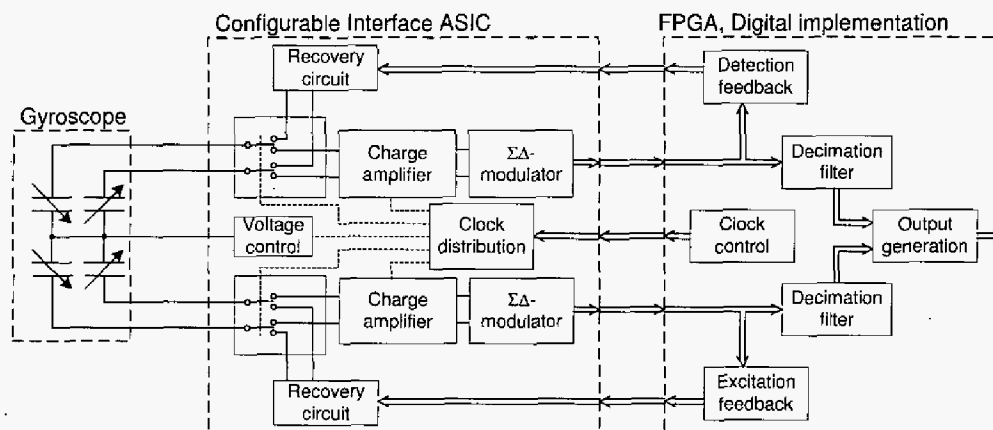 Configurable Interface ASIC
FPGA, Digital implementation
Recovery
circuit
Detection
feedback
Gyroscope
Charge
amplifier
ΣΔ-
modulator
Decimation
filter
Voltage
control
Clock
distribution
Clock
control
Output
generation
Charge
amplifier
ΣΔ-
modulator
Decimation
filter
Recovery
circuit
Excitation
feedback